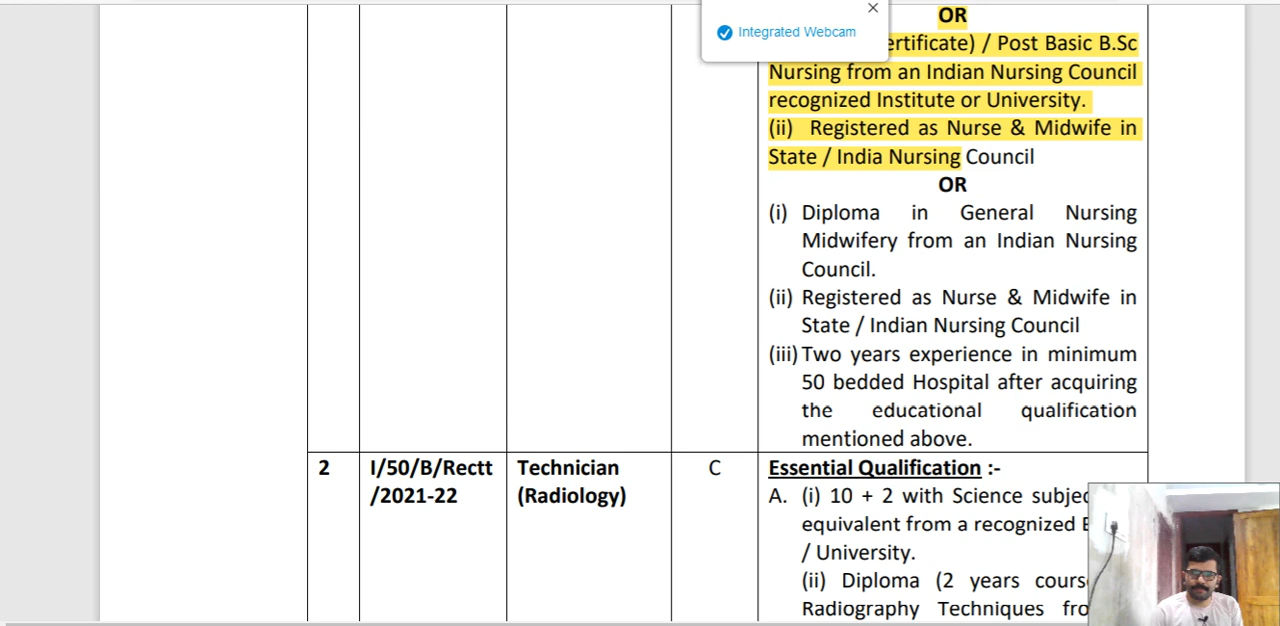 Integrated Webcam
OR
ertificate) / Post Basic B.Sc
Nursing from an Indian Nursing Council
recognized Institute or University.
(ii) Registered as Nurse & Midwife in
State / India Nursing Council
OR
(i) Diploma in General Nursing
Midwifery from an Indian Nursing
Council.
(ii) Registered as Nurse & Midwife in
State / Indian Nursing Council
(iii) Two years experience in minimum
50 bedded Hospital after acquiring
the educational qualification
mentioned above.
2 I/50/B/Rectt Technician C Essential Qualification :-
/2021-22 (Radiology) A. (i) 10 + 2 with Science subjec
equivalent from a recognized
/ University.
(ii) Diploma (2 years cours
Radiography Techniques fro